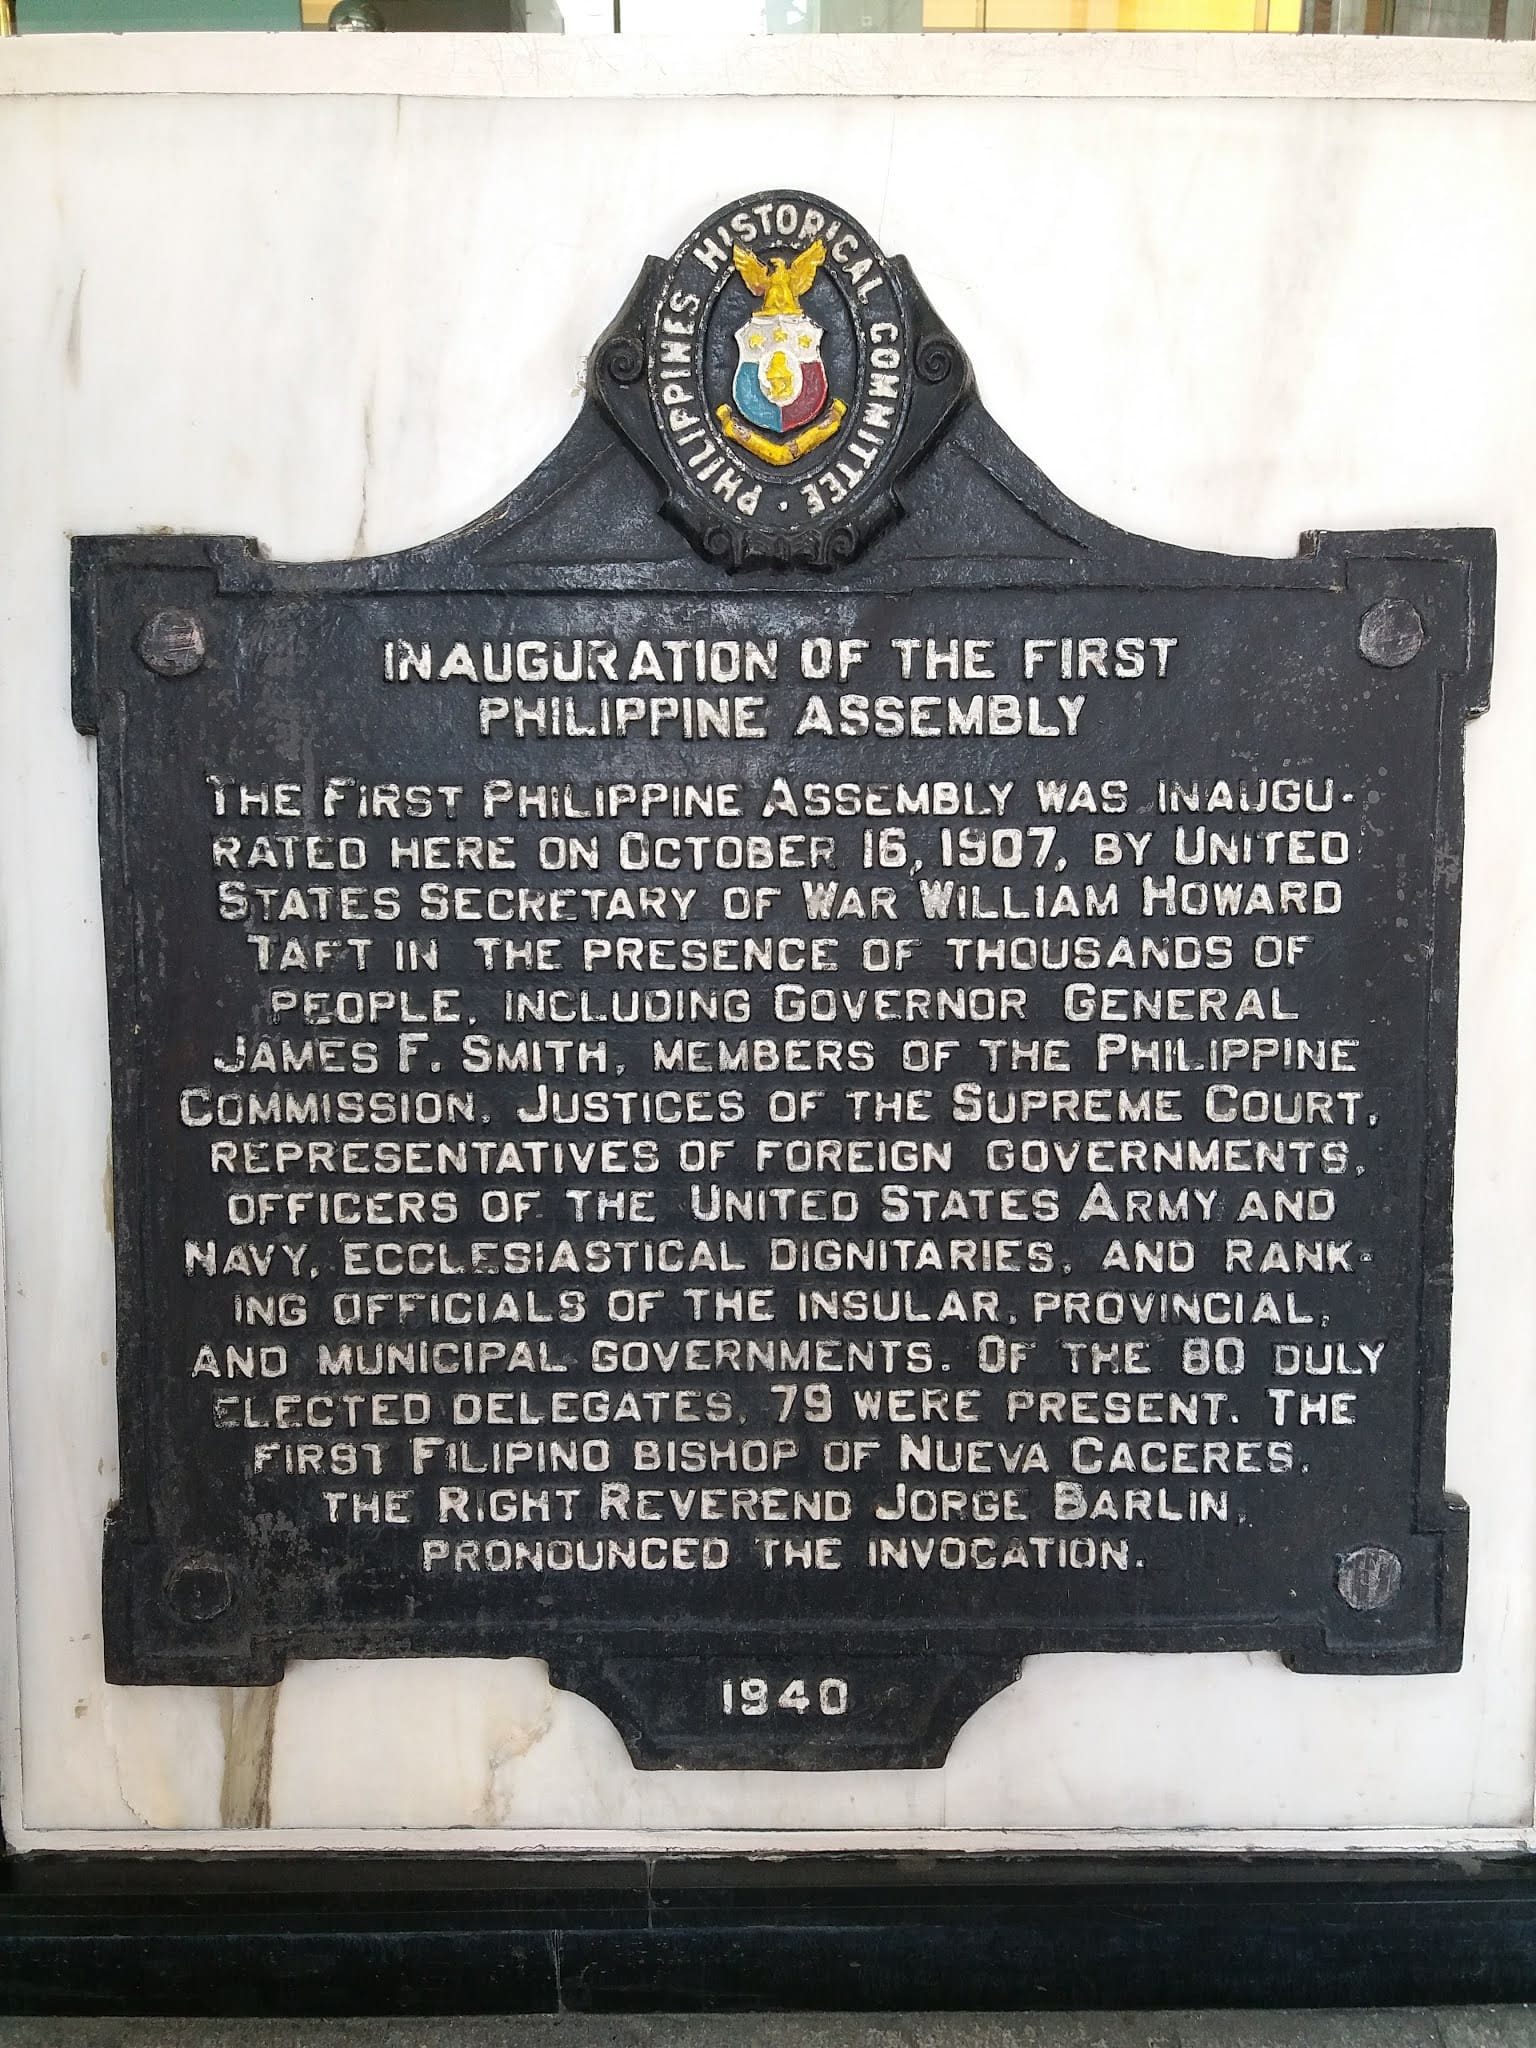 PHILIPPINES HISTORICAL COMMITTEE ·
INAUGURATION OF THE FIRST
PHILIPPINE ASSEMBLY
THE FIRST PHILIPPINE ASSEMBLY WAS INAUGU-
RATED HERE ON OCTOBER 16, 1907, BY UNITED
STATES SECRETARY OF WAR WILLIAM HOWARD
TAFT IN THE PRESENCE OF THOUSANDS OF
PEOPLE, INCLUDING GOVERNOR GENERAL
JAMES F. SMITH, MEMBERS OF THE PHILIPPINE
COMMISSION, JUSTICES OF THE SUPREME COURT,
REPRESENTATIVES OF FOREIGN GOVERNMENTS,
OFFICERS OF THE UNITED STATES ARMY AND
NAVY, ECCLESIASTICAL DIGNITARIES, AND RANK-
ING OFFICIALS OF THE INSULAR, PROVINCIAL,
AND MUNICIPAL GOVERNMENTS. OF THE 80 DULY
ELECTED DELEGATES, 79 WERE PRESENT. THE
FIRST FILIPINO BISHOP OF NUEVA CACERES,
THE RIGHT REVEREND JORGE BARLIN,
PRONOUNCED THE INVOCATION.
1940